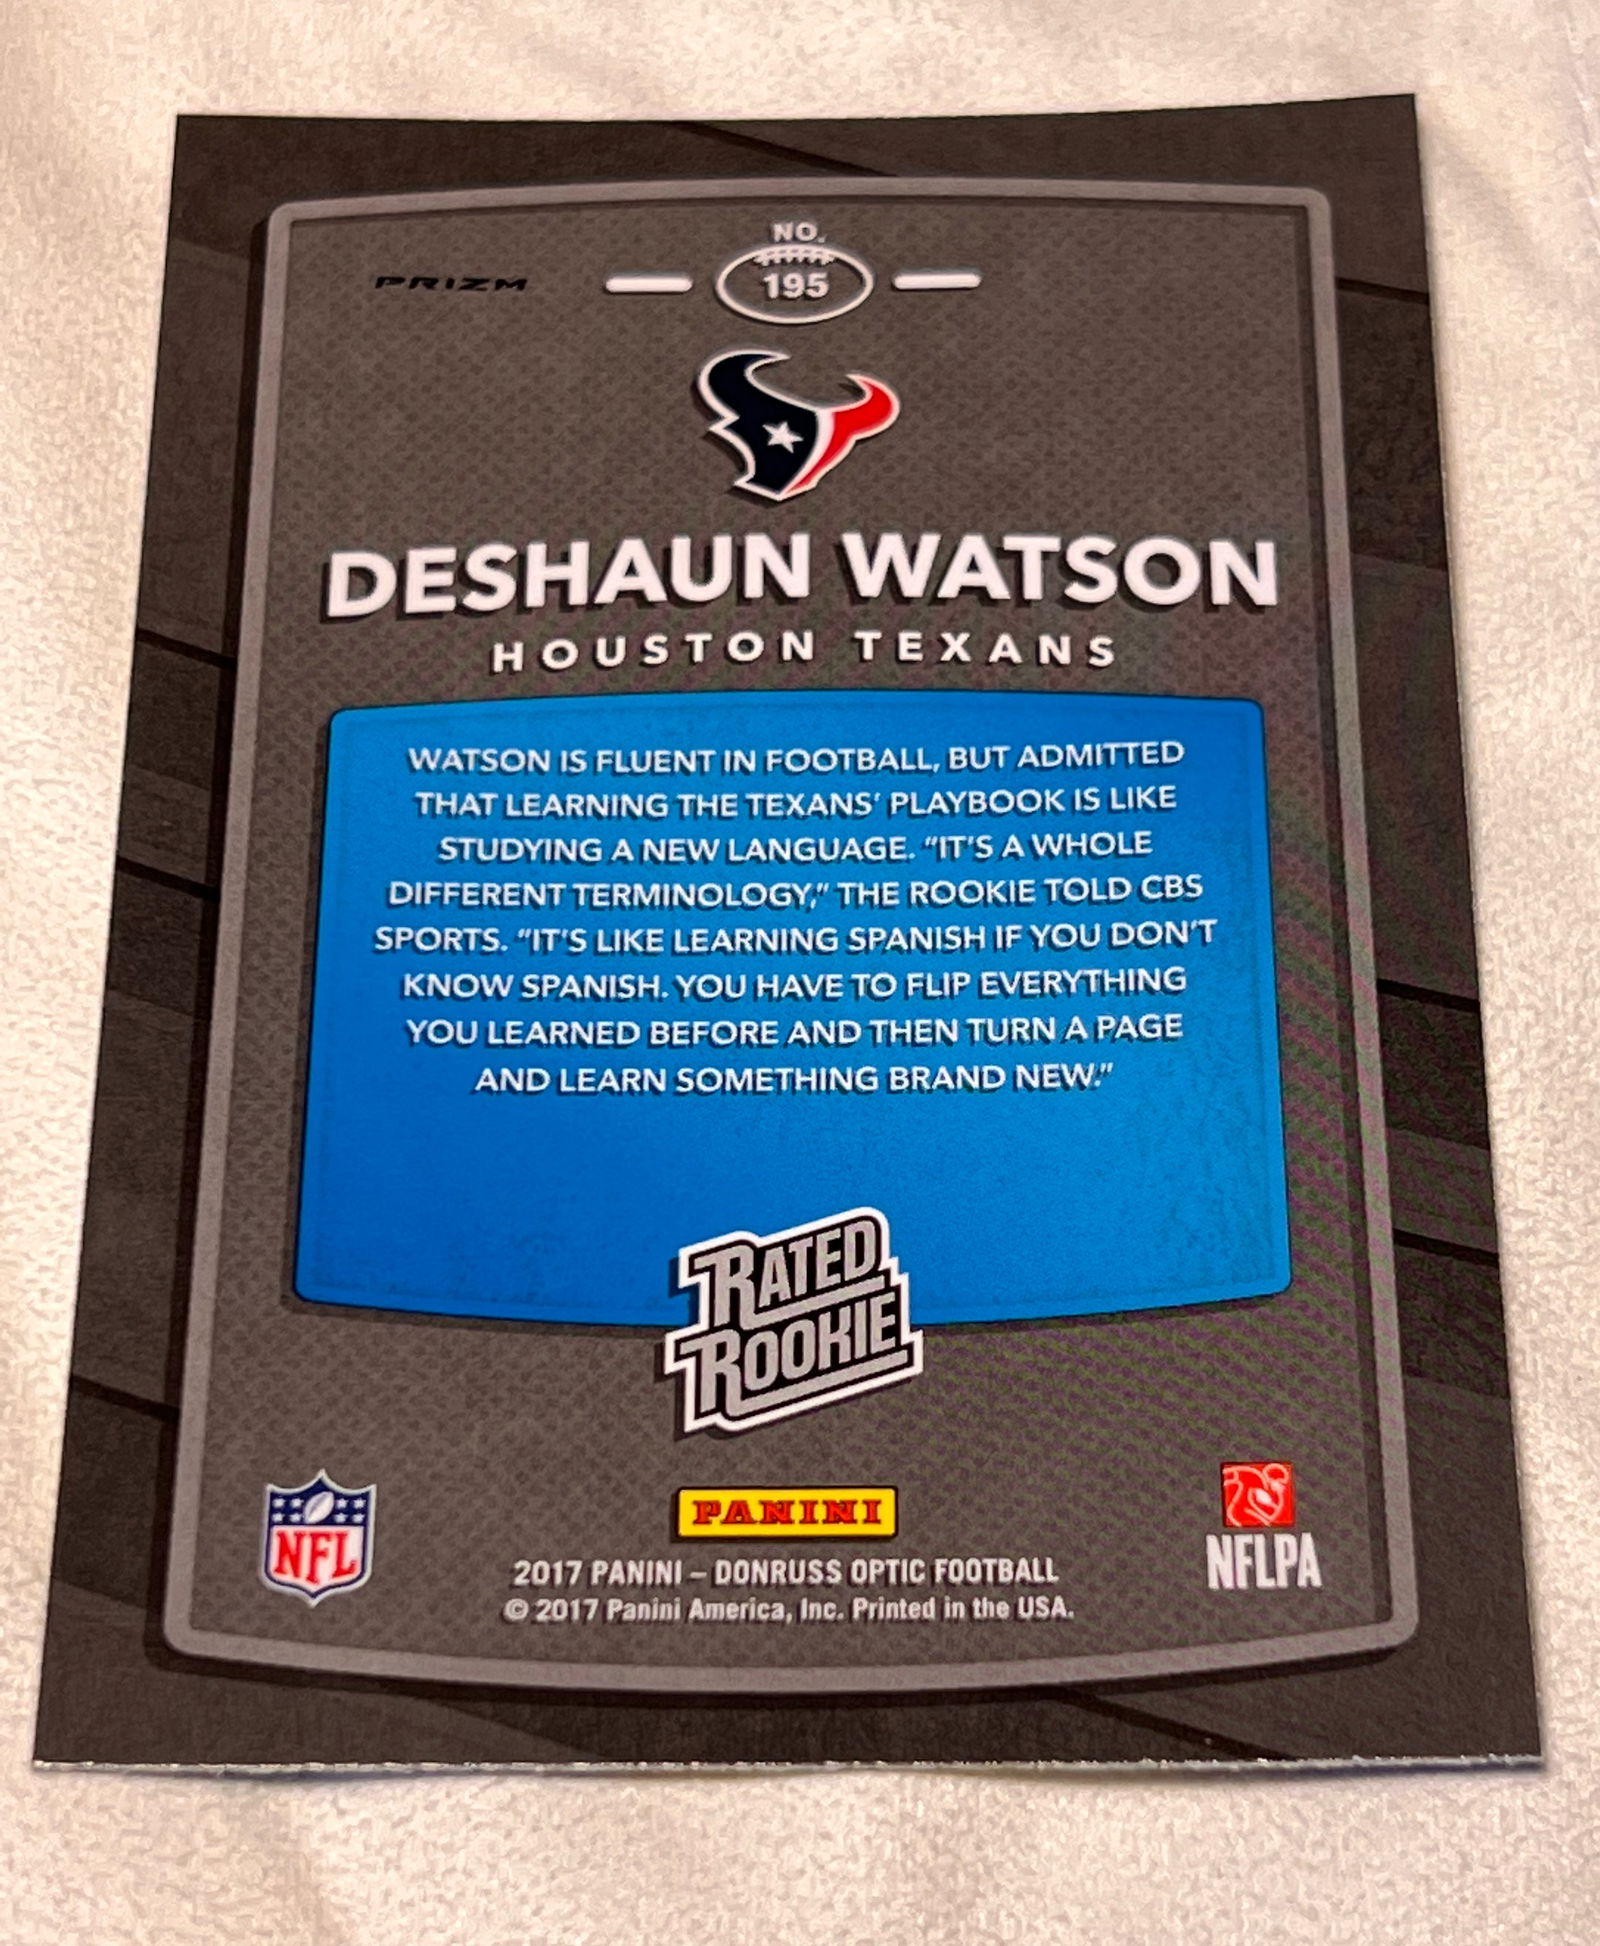 NO.
PRIZM
195
DESHAUN WATSON
HOUSTON TEXANS
WATSON IS FLUENT IN FOOTBALL, BUT ADMITTED
THAT LEARNING THE TEXANS' PLAYBOOK IS LIKE
STUDYING A NEW LANGUAGE. "IT'S A WHOLE
DIFFERENT TERMINOLOGY," THE ROOKIE TOLD CBS
SPORTS. "IT'S LIKE LEARNING SPANISH IF YOU DON'T
KNOW SPANISH. YOU HAVE TO FLIP EVERYTHING
YOU LEARNED BEFORE AND THEN TURN A PAGE
AND LEARN SOMETHING BRAND NEW."
RATED
ROOKIE
NFL
PANINI
NFLPA
2017 PANINI – DONRUSS OPTIC FOOTBALL
© 2017 Panini America, Inc. Printed in the USA.